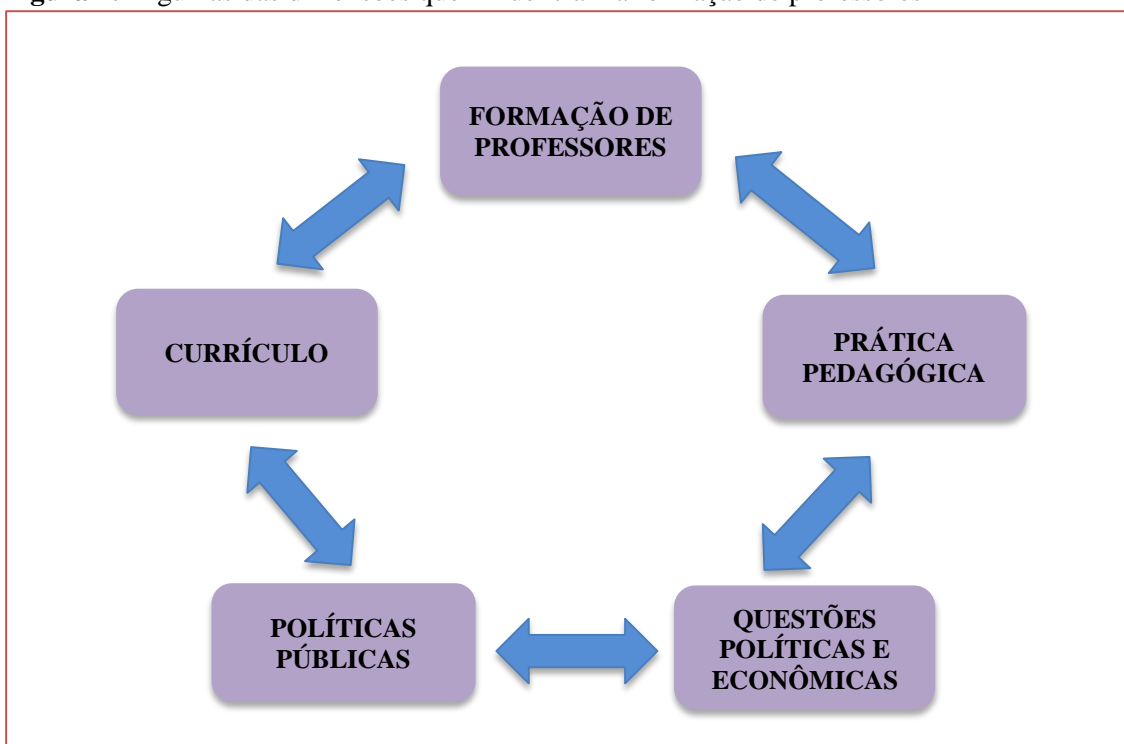 FORMAÇÃO DE
PROFESSORES
CURRÍCULO
PRÁTICA
PEDAGÓGICA
POLÍTICAS
PÚBLICAS
QUESTÕES
POLÍTICAS E
ECONÔMICAS